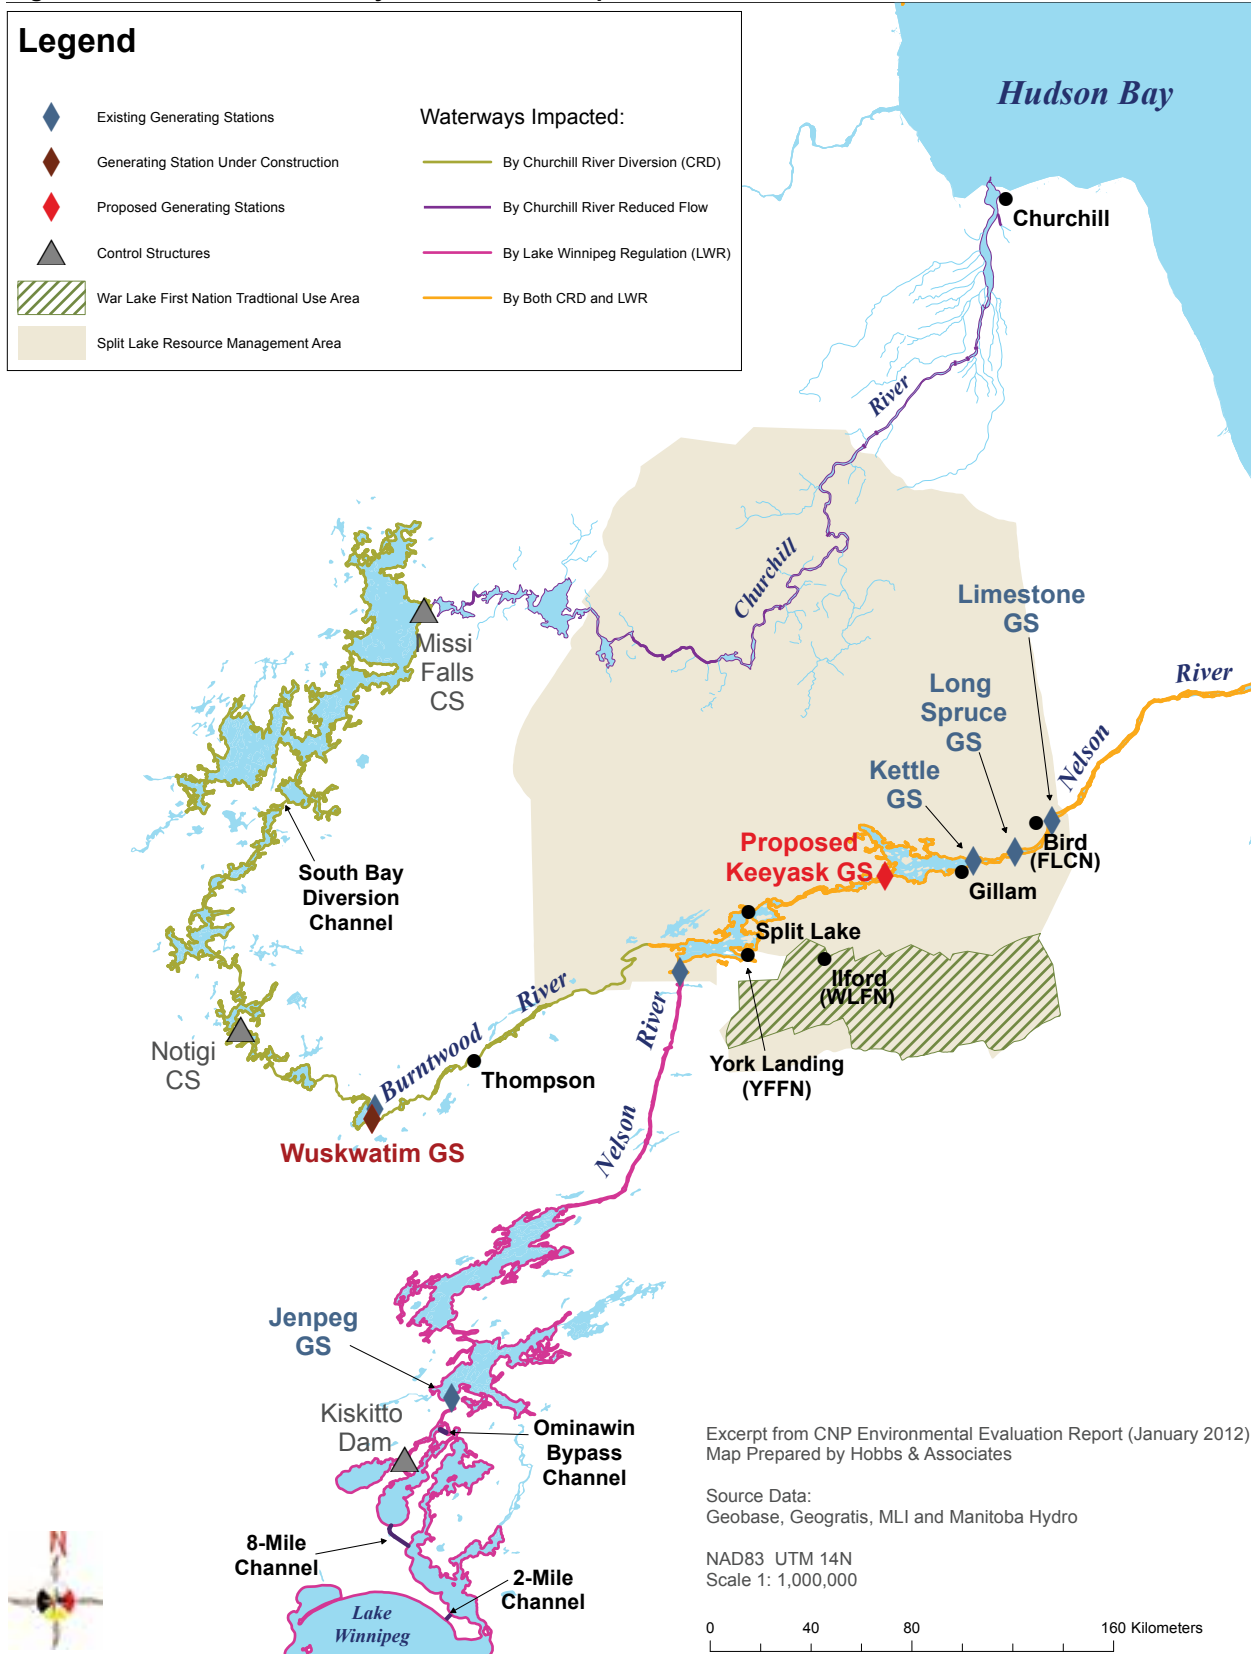 Legend
Existing Generating Stations
Generating Station Under Construction
Proposed Generating Stations
Control Structures
War Lake First Nation Tradtional Use Area
Split Lake Resource Management Area
Waterways Impacted:
By Churchill River Diversion (CRD)
By Churchill River Reduced Flow
By Lake Winnipeg Regulation (LWR)
By Both CRD and LWR
Hudson Bay
Churchill
River
Churchill
Limestone
GS
Missi
Falls
CS
Long
Spruce
GS
River
Nelson
Kettle
GS
Proposed
Keeyask GS
Bird
(FLCN)
Gillam
South Bay
Diversion
Channel
Split Lake
Ilford
(WLFN)
River
Burntwood
River
Nelson
Notigi
CS
Thompson
York Landing
(YFFN)
Wuskwatim GS
Jenpeg
GS
Kiskitto
Dam
Ominawin
Bypass
Channel
8-Mile
Channel
2-Mile
Channel
Lake
Winnipeg
Excerpt from CNP Environmental Evaluation Report (January 2012)
Map Prepared by Hobbs & Associates
Source Data:
Geobase, Geogratis, MLI and Manitoba Hydro
NAD83 UTM 14N
Scale 1: 1,000,000
0 40 80 160 Kilometers
N